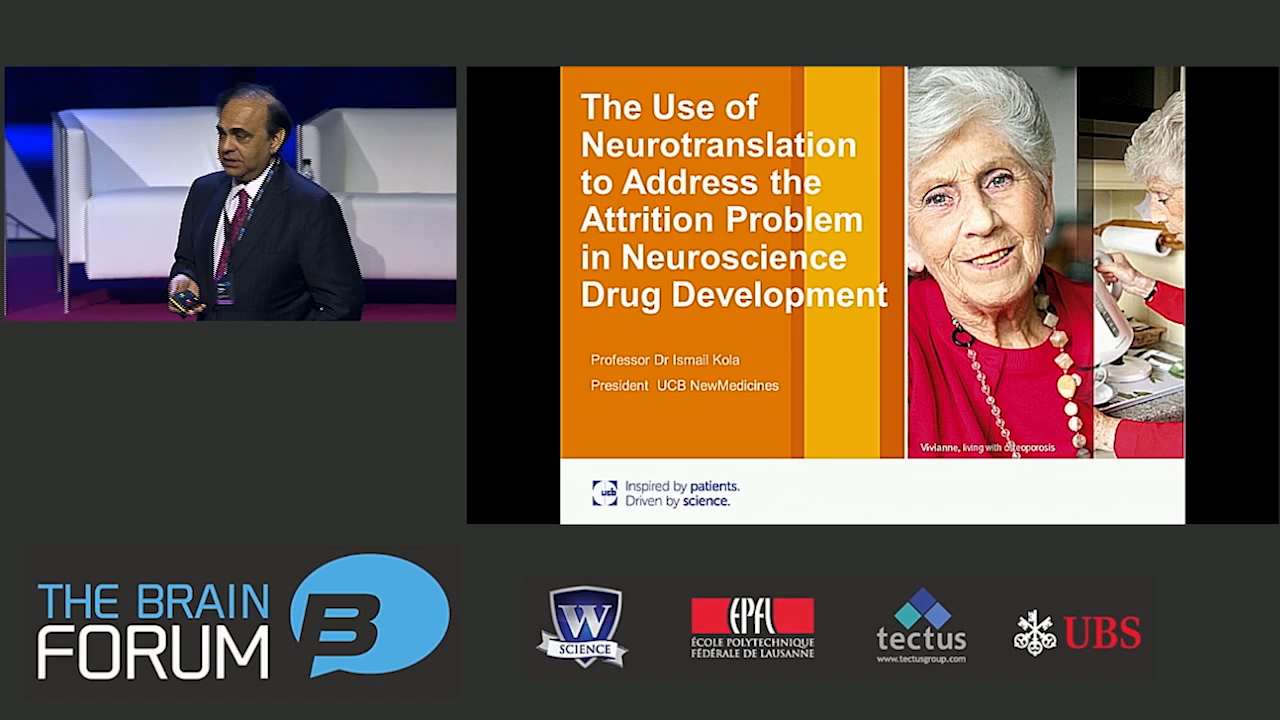 The Use of
Neurotranslation
to Address the
Attrition Problem
in Neuroscience
Drug Development
Professor Dr Ismail Kola
President UCB NewMedicines
Vivianne, living with osteoporosis
ucb
Inspired by patients.
Driven by science.
THE BRAIN
FORUM
B
W
SCIENCE
EPFL
ÉCOLE POLYTECHNIQUE
FÉDÉRALE DE LAUSANNE
tectus
www.tectusgroup.com
UBS